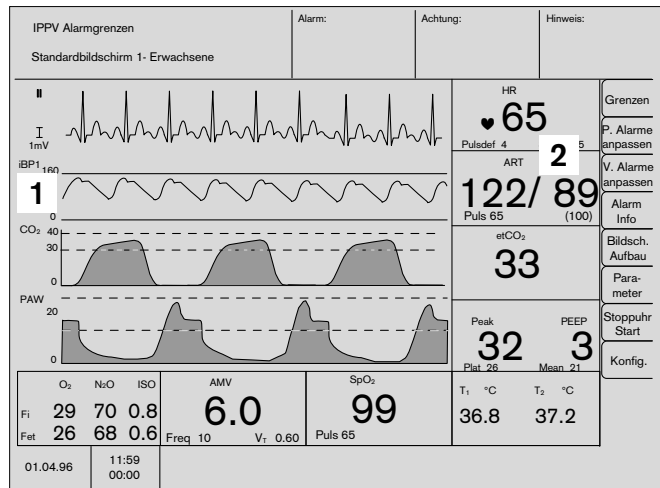 IPPV Alarmgrenzen
Standardbildschirm 1- Erwachsene
Alarm:
Achtung:
Hinweis:
II
1mV
HR
65
Pulsdef 4
5
iBP1
160
1
0
ART
2
122/ 89
Puls 65 (100)
CO₂
40
30
0
etCO₂
33
PAW
20
0
Peak PEEP
32 3
Plat 26 Mean 21
Grenzen
P. Alarme
anpassen
V. Alarme
anpassen
Alarm
Info
Bildsch.
Aufbau
Para-
meter
Stoppuhr
Start
Konfig.
O₂ N₂O ISO
Fi 29 70 0.8
Fet 26 68 0.6
AMV
6.0
Freq 10 V_T 0.60
SpO₂
99
Puls 65
T₁ °C T₂ °C
36.8 37.2
01.04.96
11:59
00:00